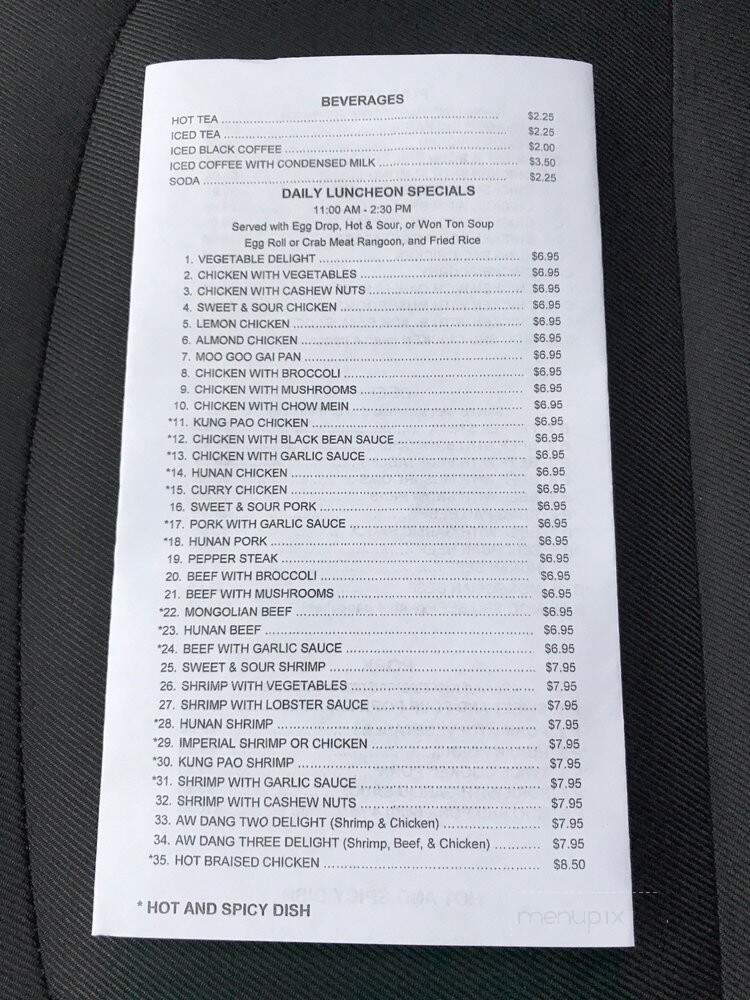 BEVERAGES
HOT TEA ........ $2.25
ICED TEA ........ $2.25
ICED BLACK COFFEE ........ $2.00
ICED COFFEE WITH CONDENSED MILK ........ $3.50
SODA ........ $2.25
DAILY LUNCHEON SPECIALS
11:00 AM - 2:30 PM
Served with Egg Drop, Hot & Sour, or Won Ton Soup
Egg Roll or Crab Meat Rangoon, and Fried Rice
1. VEGETABLE DELIGHT ........ $6.95
2. CHICKEN WITH VEGETABLES ........ $6.95
3. CHICKEN WITH CASHEW NUTS ........ $6.95
4. SWEET & SOUR CHICKEN ........ $6.95
5. LEMON CHICKEN ........ $6.95
6. ALMOND CHICKEN ........ $6.95
7. MOO GOO GAI PAN ........ $6.95
8. CHICKEN WITH BROCCOLI ........ $6.95
9. CHICKEN WITH MUSHROOMS ........ $6.95
10. CHICKEN WITH CHOW MEIN ........ $6.95
*11. KUNG PAO CHICKEN ........ $6.95
*12. CHICKEN WITH BLACK BEAN SAUCE ........ $6.95
*13. CHICKEN WITH GARLIC SAUCE ........ $6.95
*14. HUNAN CHICKEN ........ $6.95
*15. CURRY CHICKEN ........ $6.95
16. SWEET & SOUR PORK ........ $6.95
*17. PORK WITH GARLIC SAUCE ........ $6.95
*18. HUNAN PORK ........ $6.95
19. PEPPER STEAK ........ $6.95
20. BEEF WITH BROCCOLI ........ $6.95
21. BEEF WITH MUSHROOMS ........ $6.95
*22. MONGOLIAN BEEF ........ $6.95
*23. HUNAN BEEF ........ $6.95
*24. BEEF WITH GARLIC SAUCE ........ $6.95
25. SWEET & SOUR SHRIMP ........ $7.95
26. SHRIMP WITH VEGETABLES ........ $7.95
27. SHRIMP WITH LOBSTER SAUCE ........ $7.95
*28. HUNAN SHRIMP ........ $7.95
*29. IMPERIAL SHRIMP OR CHICKEN ........ $7.95
*30. KUNG PAO SHRIMP ........ $7.95
*31. SHRIMP WITH GARLIC SAUCE ........ $7.95
32. SHRIMP WITH CASHEW NUTS ........ $7.95
33. AW DANG TWO DELIGHT (Shrimp & Chicken) ........ $7.95
34. AW DANG THREE DELIGHT (Shrimp, Beef, & Chicken) ........ $7.95
*35. HOT BRAISED CHICKEN ........ $8.50
* HOT AND SPICY DISH
menupix